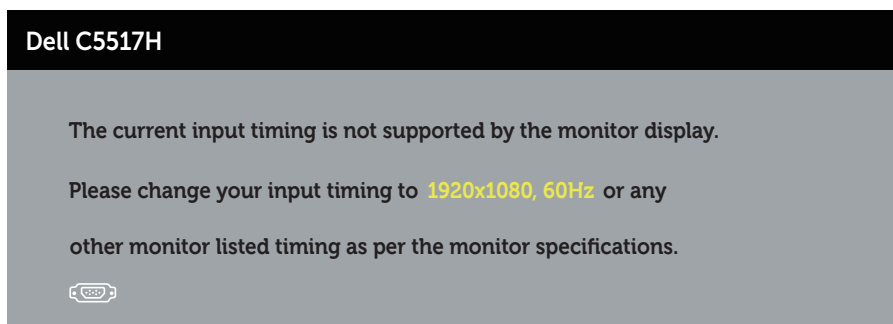 Dell C5517H
The current input timing is not supported by the monitor display.
Please change your input timing to 1920x1080, 60Hz or any
other monitor listed timing as per the monitor specifications.